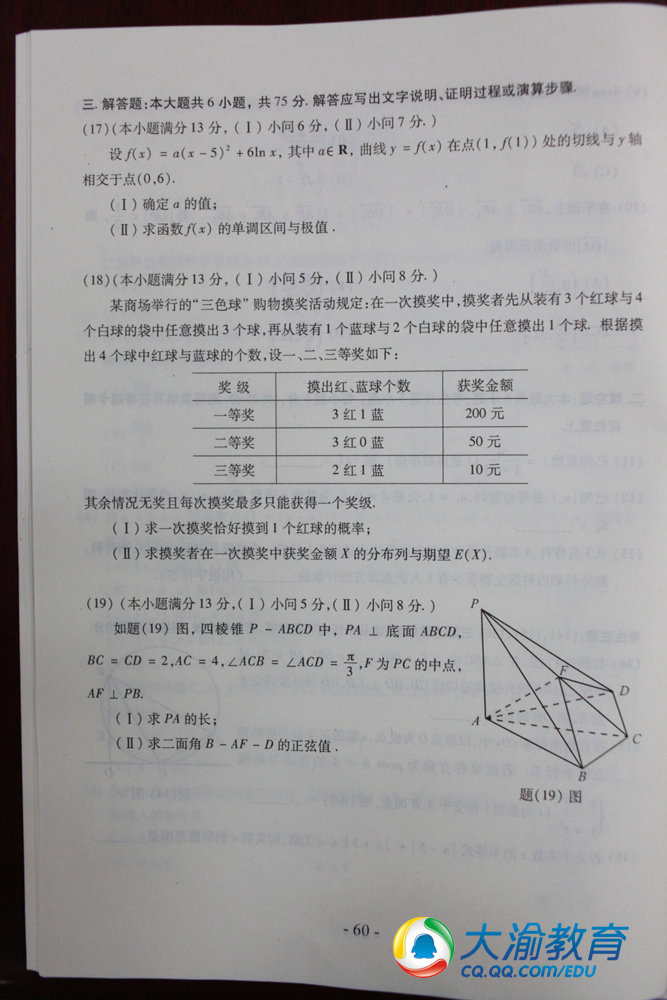 三. 解答题:本大题共 6 小题，共 75 分. 解答应写出文字说明、证明过程或演算步骤.
(17)(本小题满分 13 分，(Ⅰ)小问 6 分，(Ⅱ)小问 7 分.)
设 f(x) = a(x - 5)² + 6ln x，其中 a∈ R，曲线 y = f(x) 在点(1, f(1)) 处的切线与 y 轴
相交于点(0,6).
(Ⅰ)确定 a 的值;
(Ⅱ)求函数 f(x) 的单调区间与极值.
(18)(本小题满分 13 分，(Ⅰ)小问 5 分，(Ⅱ)小问 8 分.)
某商场举行的“三色球”购物摸奖活动规定:在一次摸奖中,摸奖者先从装有 3 个红球与 4
个白球的袋中任意摸出 3 个球,再从装有 1 个蓝球与 2 个白球的袋中任意摸出 1 个球. 根据摸
出 4 个球中红球与蓝球的个数,设一、二、三等奖如下:
奖 级 摸出红、蓝球个数 获奖金额
一等奖 3 红 1 蓝 200 元
二等奖 3 红 0 蓝 50 元
三等奖 2 红 1 蓝 10 元
其余情况无奖且每次摸奖最多只能获得一个奖级.
(Ⅰ)求一次摸奖恰好摸到 1 个红球的概率;
(Ⅱ)求摸奖者在一次摸奖中获奖金额 X 的分布列与期望 E(X).
(19) (本小题满分 13 分,(Ⅰ)小问 5 分,(Ⅱ)小问 8 分.)
如题(19) 图, 四棱锥 P - ABCD 中, PA ⊥ 底面 ABCD,
BC = CD = 2, AC = 4, ∠ACB = ∠ACD = π/3, F 为 PC 的中点,
AF ⊥ PB.
(Ⅰ)求 PA 的长;
(Ⅱ)求二面角 B - AF - D 的正弦值.
P
F
D
A
C
B
题(19) 图
- 60 -
大渝教育
CQ.QQ.COM/EDU